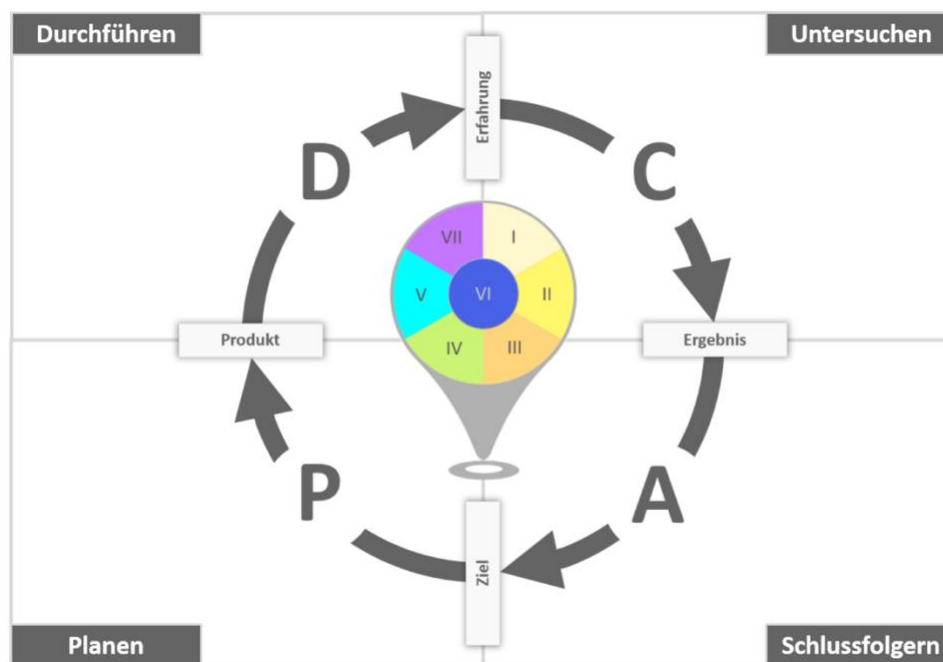 Durchführen
Untersuchen
Erfahrung
D
C
VII
I
V
VI
II
IV
III
Produkt
Ergebnis
P
A
Ziel
Planen
Schlussfolgern